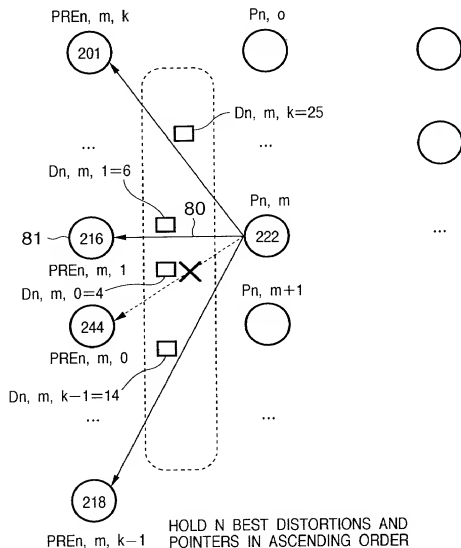 PREn, m, k
Pn, o
201
Dn, m, k=25
...
...
Dn, m, 1=6
80
Pn, m
81
216
222
...
PREn, m, 1
Dn, m, 0=4
Pn, m+1
244
PREn, m, 0
Dn, m, k-1=14
...
...
218
HOLD N BEST DISTORTIONS AND
PREn, m, k-1
POINTERS IN ASCENDING ORDER